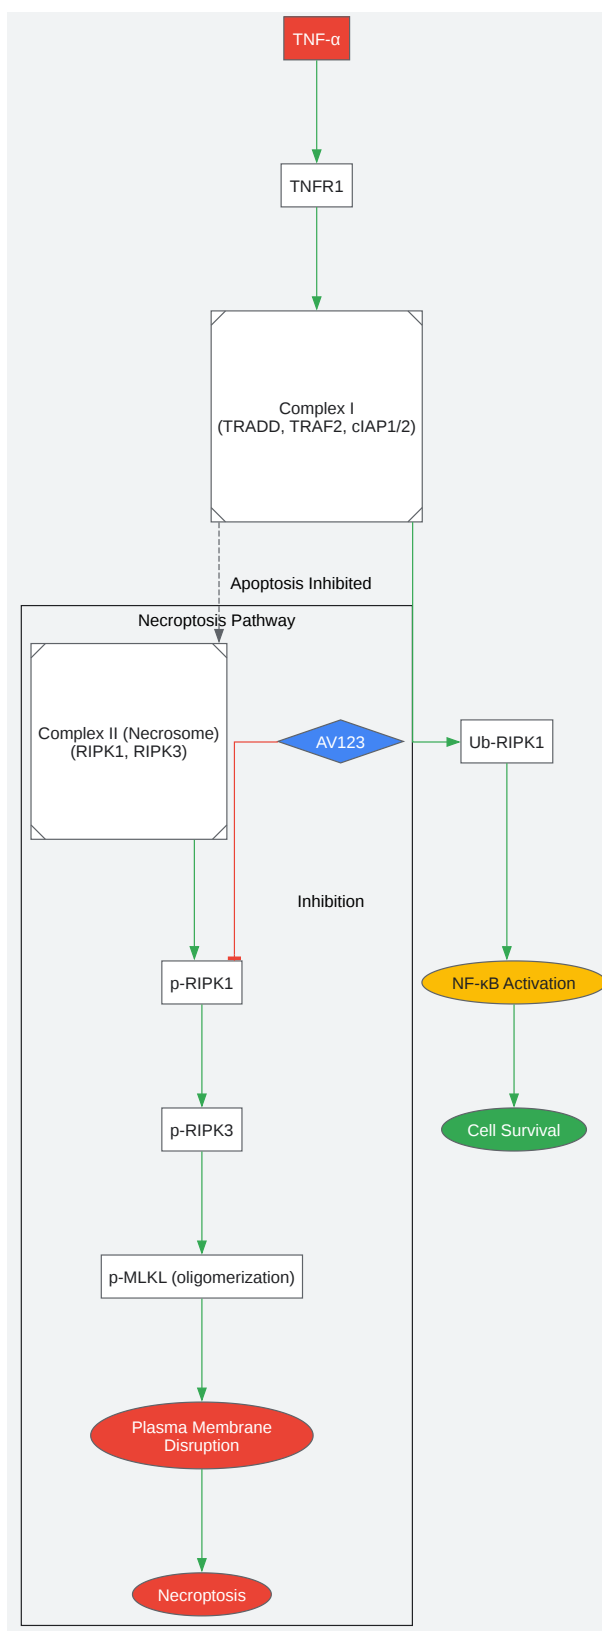 TNF-α
TNFR1
Complex I
(TRADD, TRAF2, cIAP1/2)
Apoptosis Inhibited
Necroptosis Pathway
Complex II (Necrosome)
(RIPK1, RIPK3)
AV123
Ub-RIPK1
Inhibition
p-RIPK1
NF-κB Activation
p-RIPK3
Cell Survival
p-MLKL (oligomerization)
Plasma Membrane
Disruption
Necroptosis